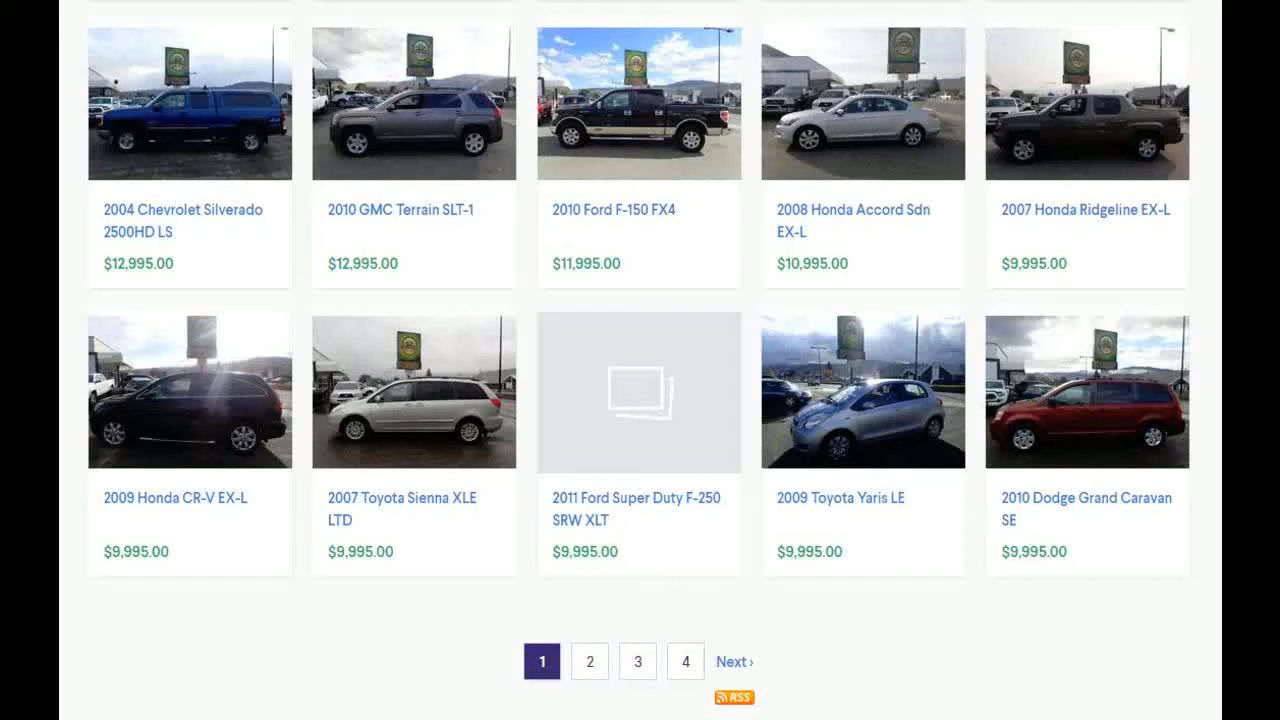 2004 Chevrolet Silverado
2500HD LS
$12,995.00
2010 GMC Terrain SLT-1
$12,995.00
2010 Ford F-150 FX4
$11,995.00
2008 Honda Accord Sdn
EX-L
$10,995.00
2007 Honda Ridgeline EX-L
$9,995.00
2009 Honda CR-V EX-L
$9,995.00
2007 Toyota Sienna XLE
LTD
$9,995.00
2011 Ford Super Duty F-250
SRW XLT
$9,995.00
2009 Toyota Yaris LE
$9,995.00
2010 Dodge Grand Caravan
SE
$9,995.00
1 2 3 4 Next ›
RSS